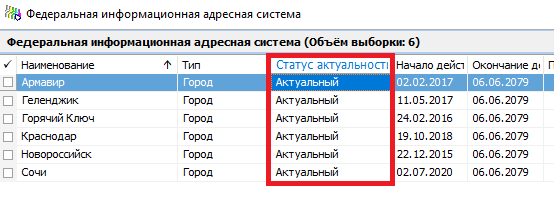 Федеральная информационная адресная система
Федеральная информационная адресная система (Объём выборки: 6)
✓ Наименование ↑ Тип Статус актуальности Начало дейст Окончание де П
Армавир Город Актуальный 02.02.2017 06.06.2079
Геленджик Город Актуальный 11.05.2017 06.06.2079
Горячий Ключ Город Актуальный 24.02.2016 06.06.2079
Краснодар Город Актуальный 19.10.2018 06.06.2079
Новороссийск Город Актуальный 22.12.2015 06.06.2079
Сочи Город Актуальный 02.07.2020 06.06.2079